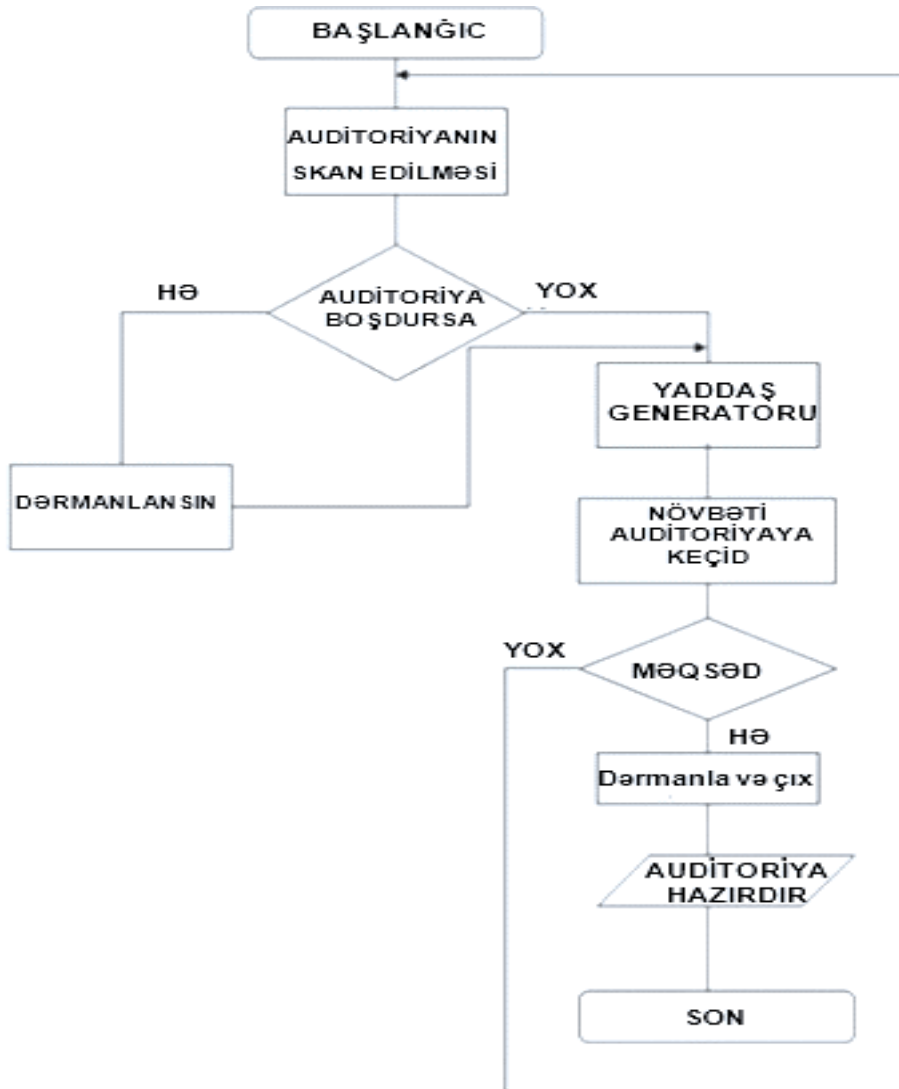 BAŞLANĞIC
AUDİTORİYANIN
SKAN EDİLMƏSİ
HƏ
AUDİTORİYA
BOŞDURSA
YOX
YADDAŞ
GENERATORU
DƏRMANLANSIN
NÖVBƏTİ
AUDİTORİYAYA
KEÇİD
YOX
MƏQSƏD
HƏ
Dərmanla və çıx
AUDİTORİYA
HAZIRDIR
SON